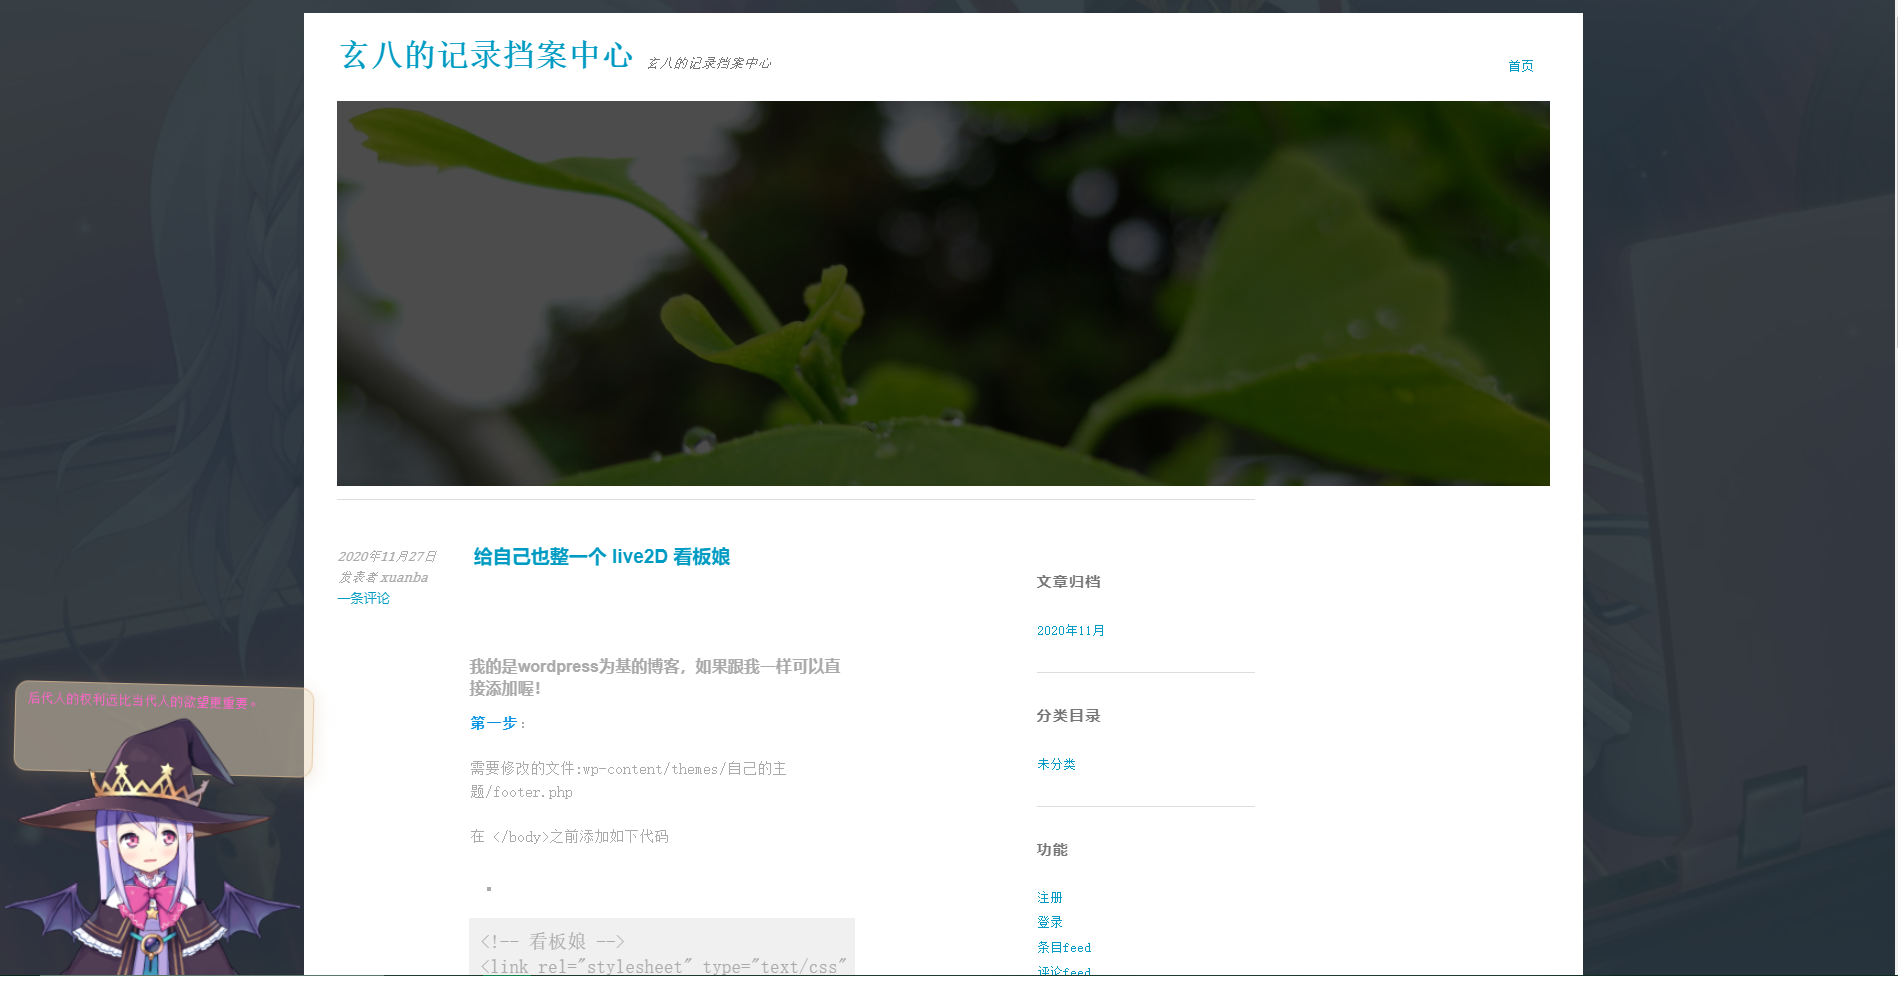 玄八的记录挡案中心
玄八的记录挡案中心
首页
2020年11月27日
发表者 xuanba
一条评论
给自己也整一个 live2D 看板娘
我的是wordpress为基的博客，如果跟我一样可以直
接添加喔！
第一步：
需要修改的文件:wp-content/themes/自己的主
题/footer.php
在 </body>之前添加如下代码
<!-- 看板娘 -->
<link rel="stylesheet" type="text/css"
文章归档
2020年11月
分类目录
未分类
功能
注册
登录
条目feed
评论feed
后代人的权利远比当代人的欲望更重要。